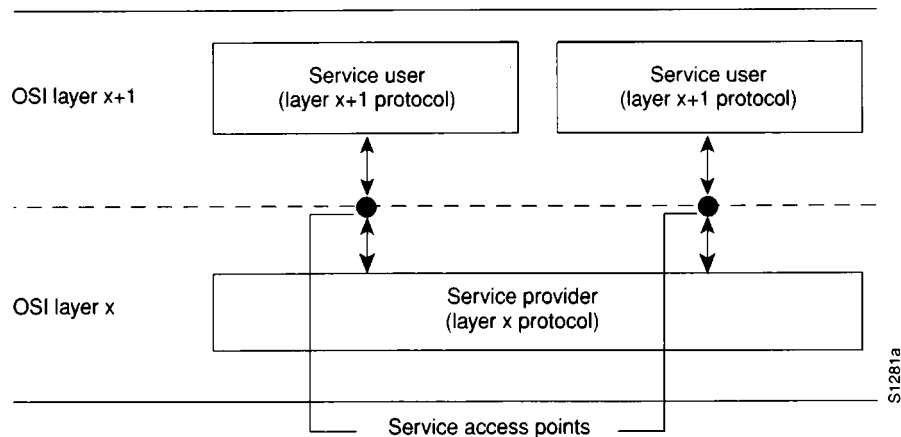 Service user
(layer x+1 protocol)
Service user
(layer x+1 protocol)
OSI layer x+1
Service provider
(layer x protocol)
OSI layer x
Service access points
S1281a